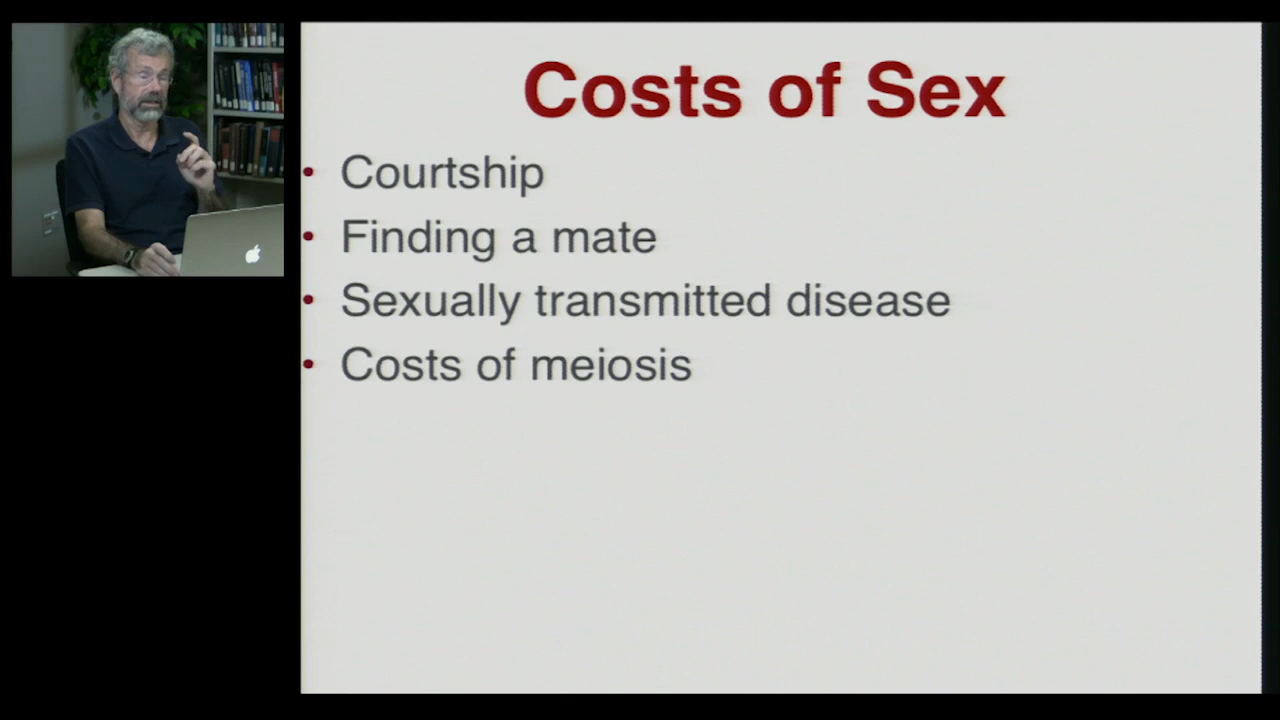 Costs of Sex
• Courtship
• Finding a mate
• Sexually transmitted disease
• Costs of meiosis